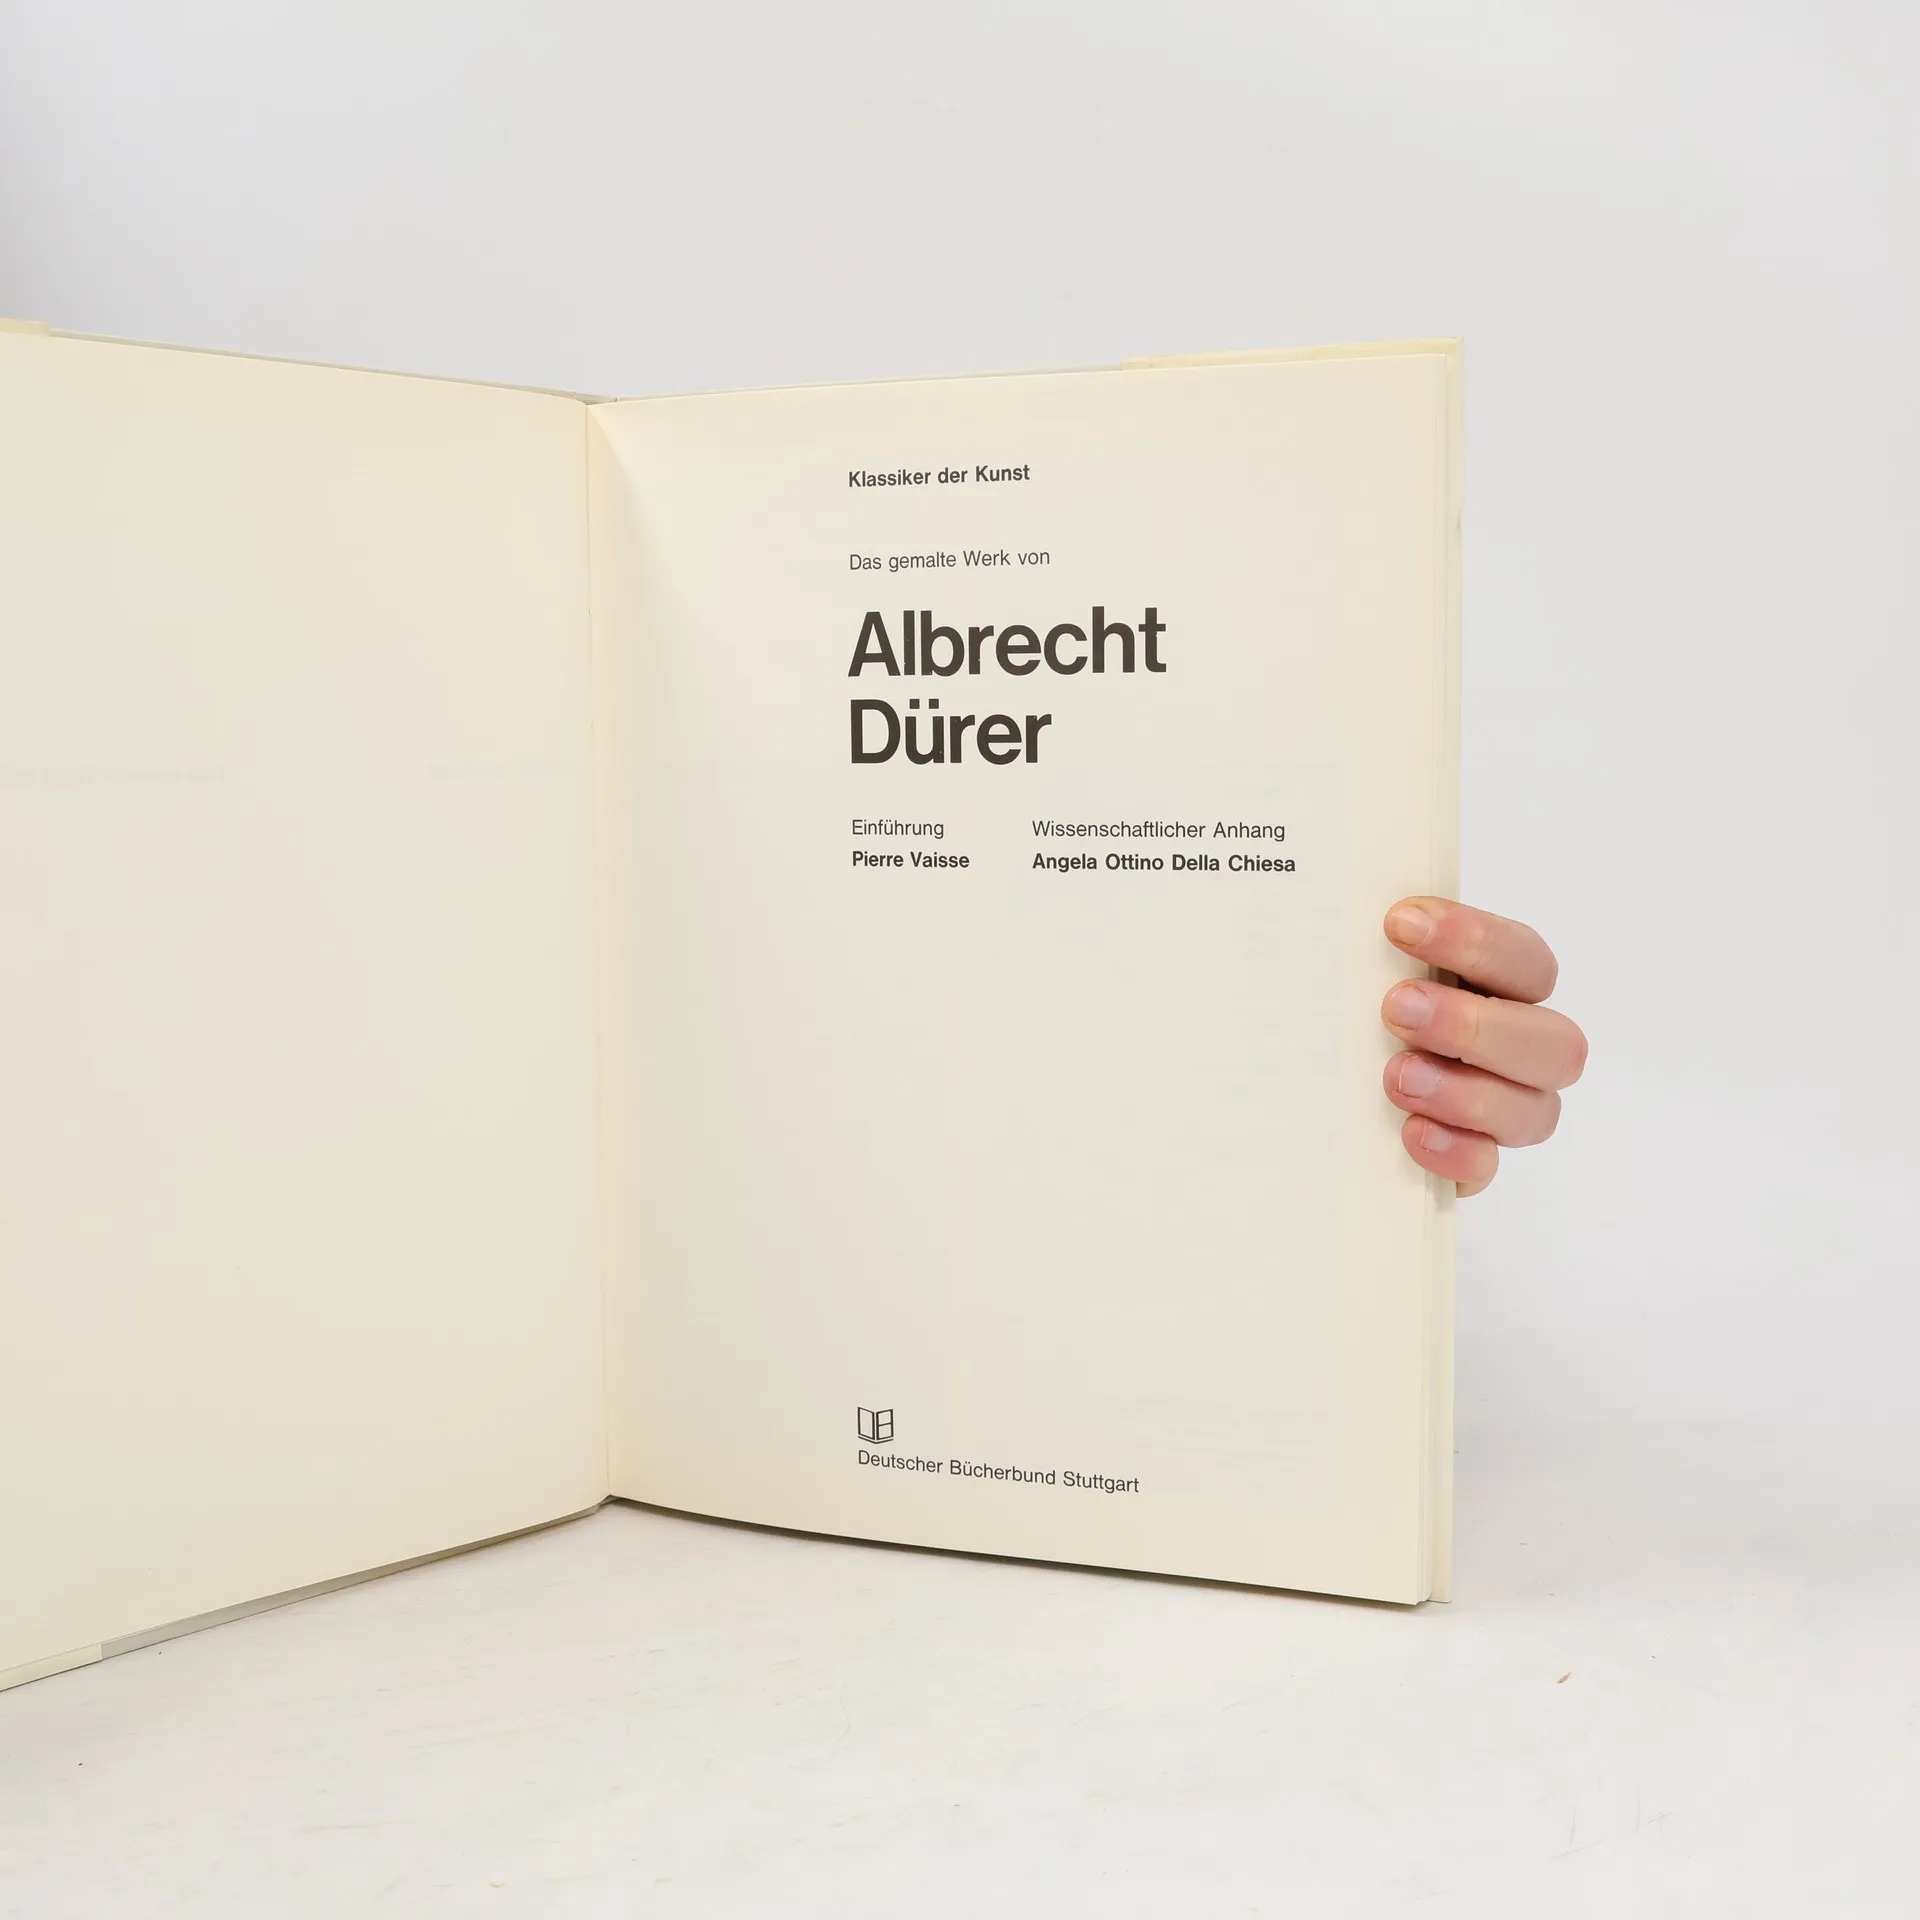 Klassiker der Kunst
Das gemalte Werk von
Albrecht
Dürer
Einführung
Pierre Vaisse
Wissenschaftlicher Anhang
Angela Ottino Della Chiesa
Deutscher Bücherbund Stuttgart